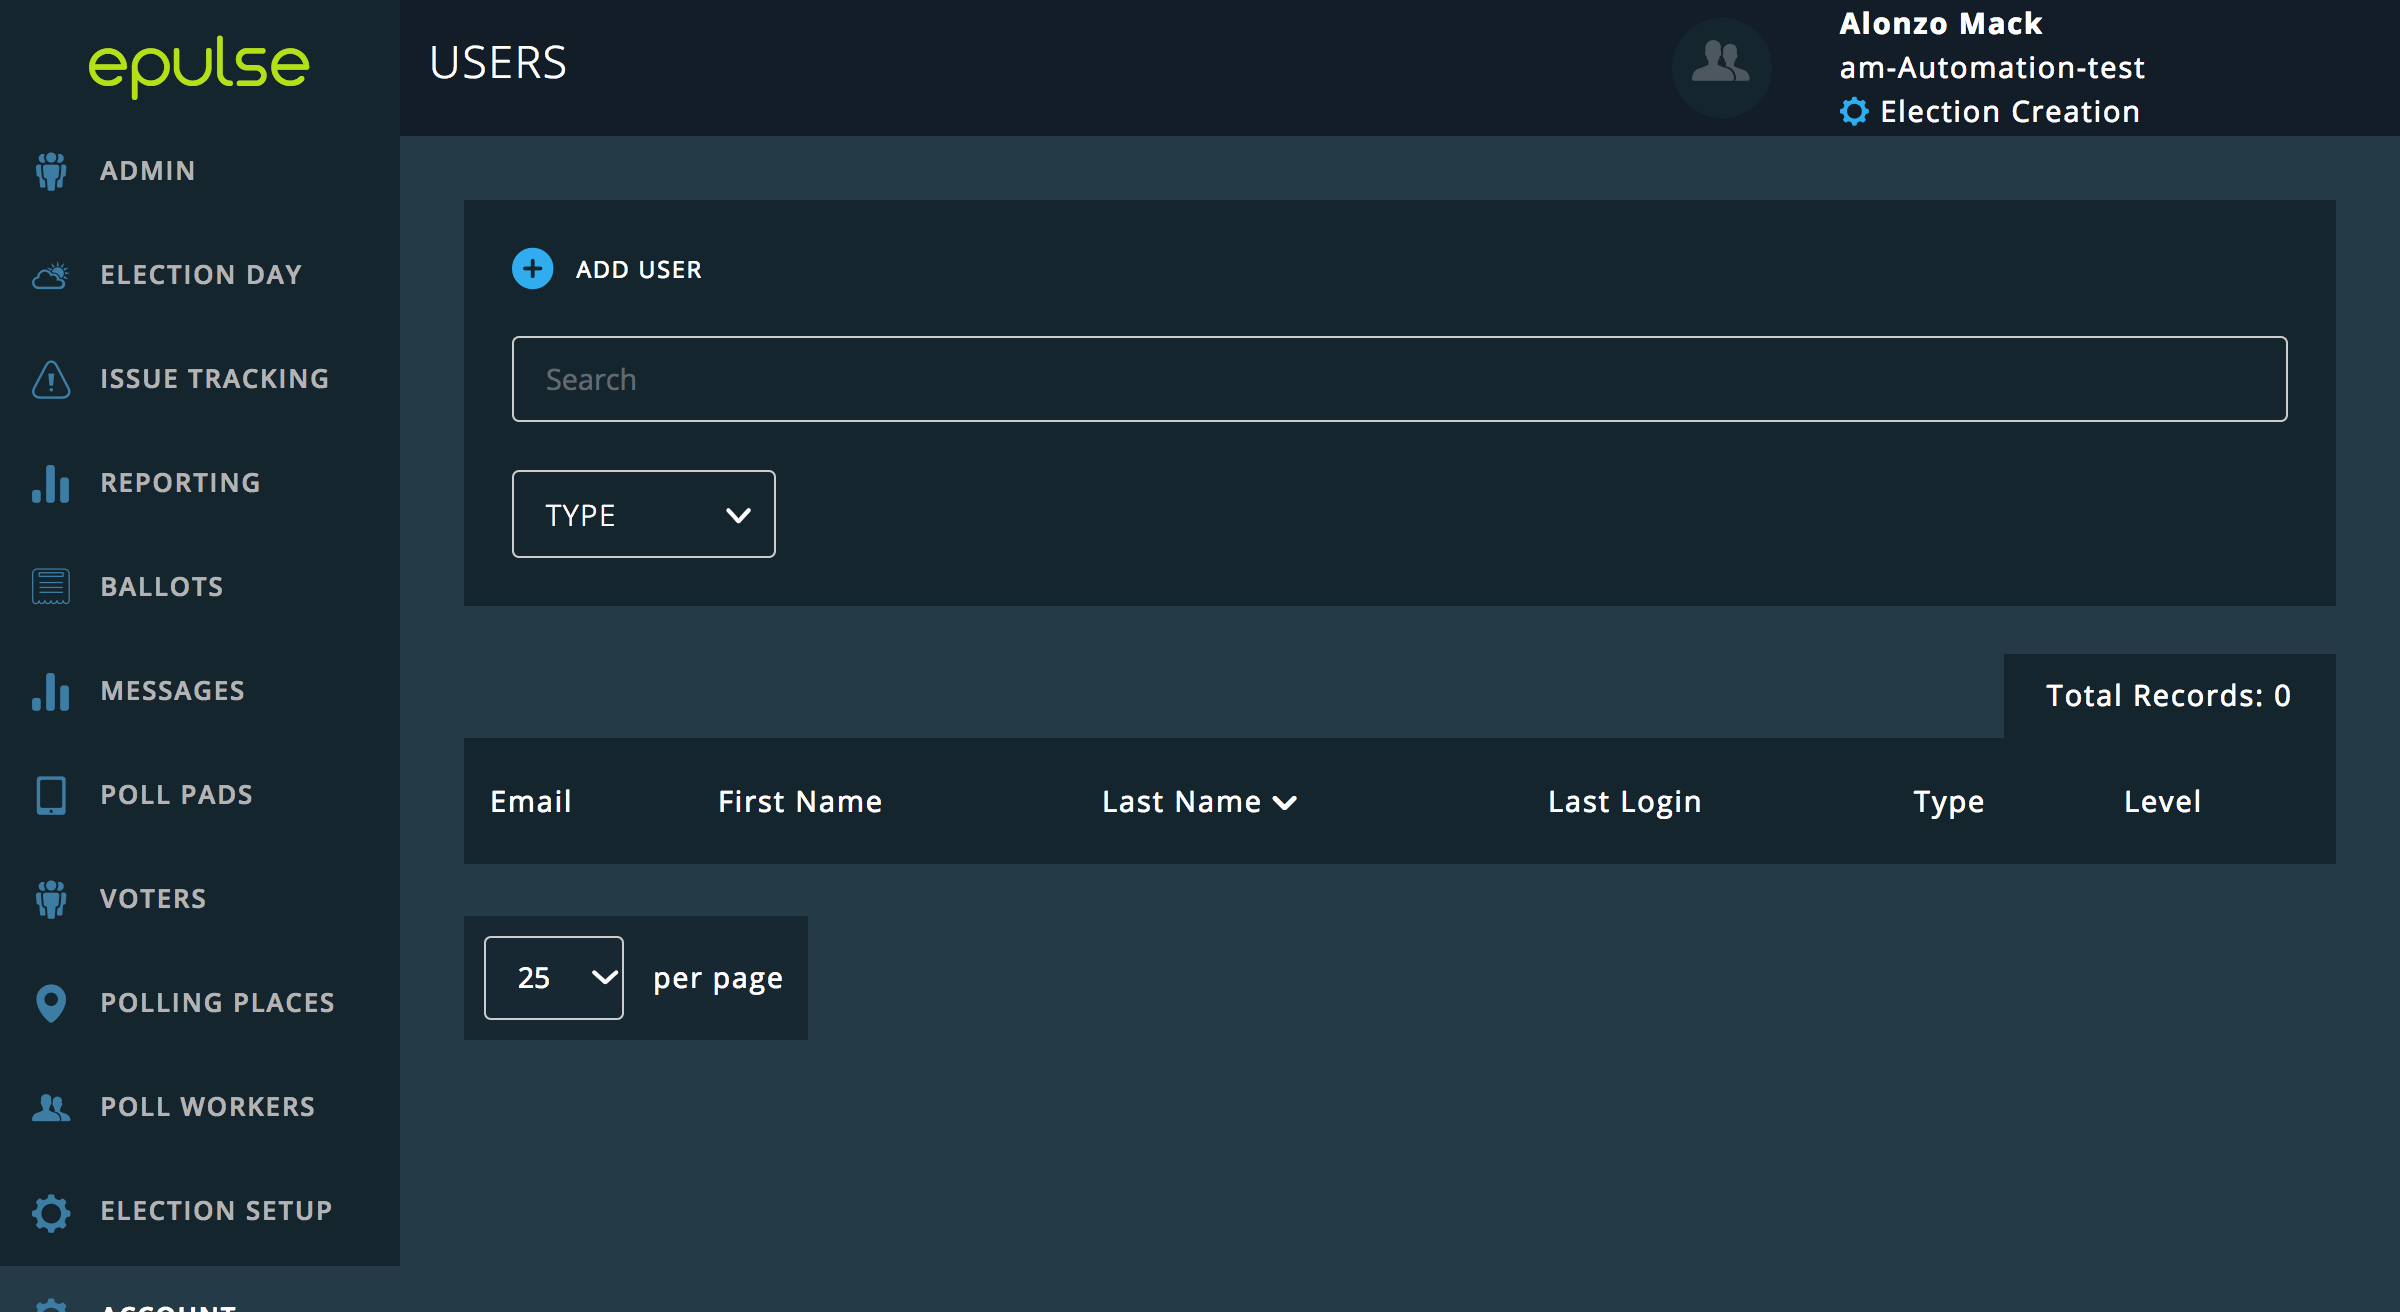 epulse
USERS
Alonzo Mack
am-Automation-test
Election Creation
ADMIN
ELECTION DAY
ISSUE TRACKING
REPORTING
BALLOTS
MESSAGES
POLL PADS
VOTERS
POLLING PLACES
POLL WORKERS
ELECTION SETUP
ACCOUNT
ADD USER
Search
TYPE
Total Records: 0
Email First Name Last Name Last Login Type Level
25 per page